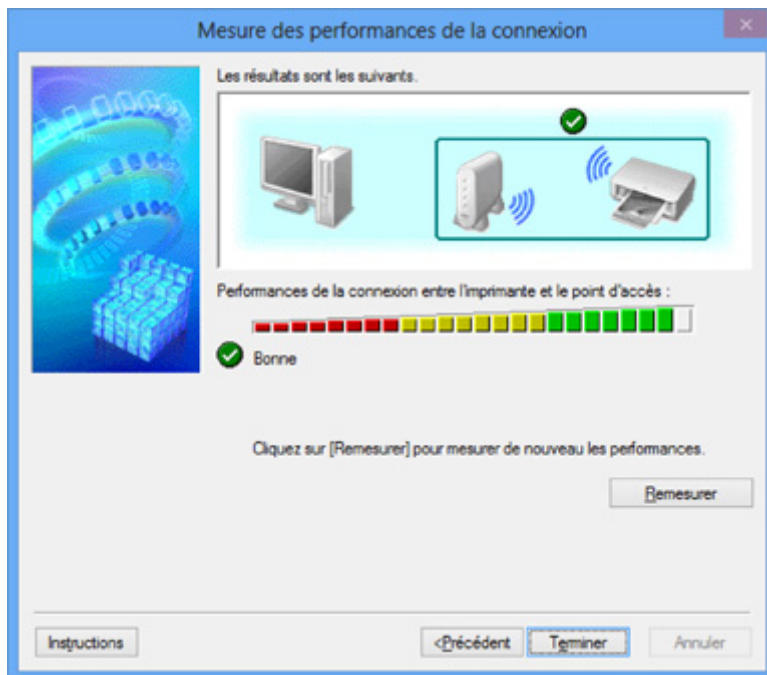 Mesure des performances de la connexion
Les résultats sont les suivants.
Performances de la connexion entre l'imprimante et le point d'accès :
Bonne
Cliquez sur [Remesurer] pour mesurer de nouveau les performances.
Remesurer
Instructions
<Précédent
Terminer
Annuler